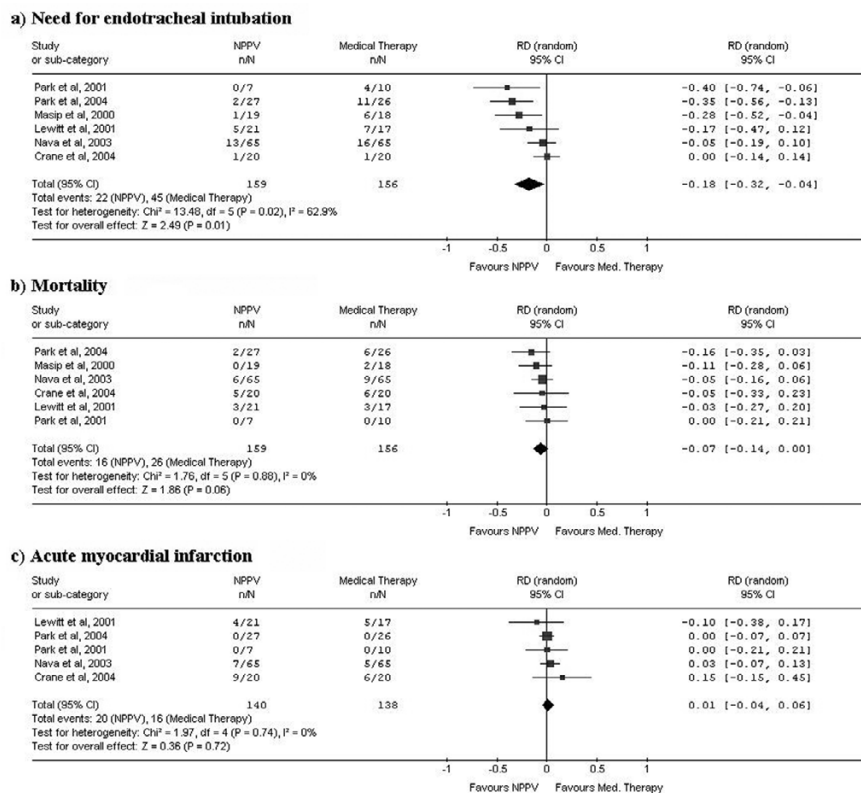 a) Need for endotracheal intubation
Study NPPV Medical Therapy RD (random) RD (random)
or sub-category n/N n/N 95% CI 95% CI
Park et al, 2001 0/7 4/10 -0.40 [-0.74, -0.06]
Park et al, 2004 2/27 11/26 -0.35 [-0.56, -0.13]
Masip et al, 2000 1/19 6/18 -0.28 [-0.52, -0.04]
Lewitt et al, 2001 5/21 7/17 -0.17 [-0.47, 0.12]
Nava et al, 2003 13/65 16/65 -0.05 [-0.19, 0.10]
Crane et al, 2004 1/20 1/20 0.00 [-0.14, 0.14]
Total (95% CI) 159 156 -0.18 [-0.32, -0.04]
Total events: 22 (NPPV), 45 (Medical Therapy)
Test for heterogeneity: Chi² = 13.48, df = 5 (P = 0.02), I² = 62.9%
Test for overall effect: Z = 2.49 (P = 0.01)
-1 -0.5 0 0.5 1
Favours NPPV Favours Med. Therapy
b) Mortality
Study NPPV Medical Therapy RD (random) RD (random)
or sub-category n/N n/N 95% CI 95% CI
Park et al, 2004 2/27 6/26 -0.16 [-0.35, 0.03]
Masip et al, 2000 0/19 2/18 -0.11 [-0.28, 0.06]
Nava et al, 2003 6/65 9/65 -0.05 [-0.16, 0.06]
Crane et al, 2004 5/20 6/20 -0.05 [-0.33, 0.23]
Lewitt et al, 2001 3/21 3/17 -0.03 [-0.27, 0.20]
Park et al, 2001 0/7 0/10 0.00 [-0.21, 0.21]
Total (95% CI) 159 156 -0.07 [-0.14, 0.00]
Total events: 16 (NPPV), 26 (Medical Therapy)
Test for heterogeneity: Chi² = 1.76, df = 5 (P = 0.88), I² = 0%
Test for overall effect: Z = 1.86 (P = 0.06)
-1 -0.5 0 0.5 1
Favours NPPV Favours Med. Therapy
c) Acute myocardial infarction
Study NPPV Medical Therapy RD (random) RD (random)
or sub-category n/N n/N 95% CI 95% CI
Lewitt et al, 2001 4/21 5/17 -0.10 [-0.38, 0.17]
Park et al, 2004 0/27 0/26 0.00 [-0.07, 0.07]
Park et al, 2001 0/7 0/10 0.00 [-0.21, 0.21]
Nava et al, 2003 7/65 5/65 0.03 [-0.07, 0.13]
Crane et al, 2004 9/20 6/20 0.15 [-0.15, 0.45]
Total (95% CI) 140 138 0.01 [-0.04, 0.06]
Total events: 20 (NPPV), 16 (Medical Therapy)
Test for heterogeneity: Chi² = 1.97, df = 4 (P = 0.74), I² = 0%
Test for overall effect: Z = 0.36 (P = 0.72)
-1 -0.5 0 0.5 1
Favours NPPV Favours Med. Therapy